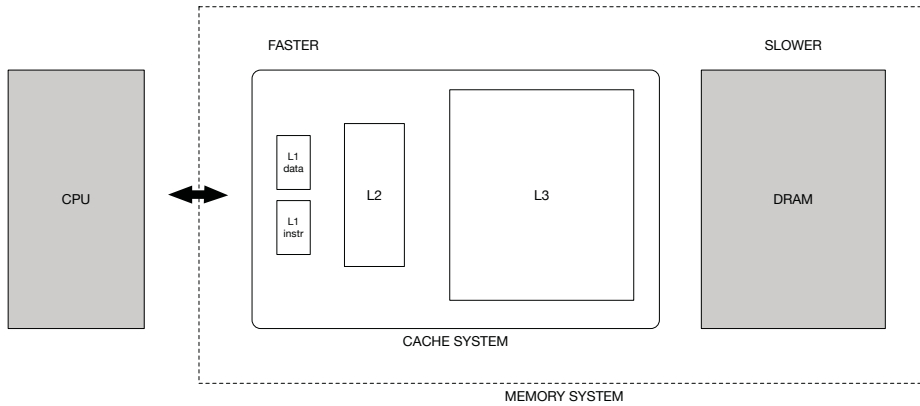 FASTER
SLOWER
CPU
L1
data
L1
instr
L2
L3
DRAM
CACHE SYSTEM
MEMORY SYSTEM